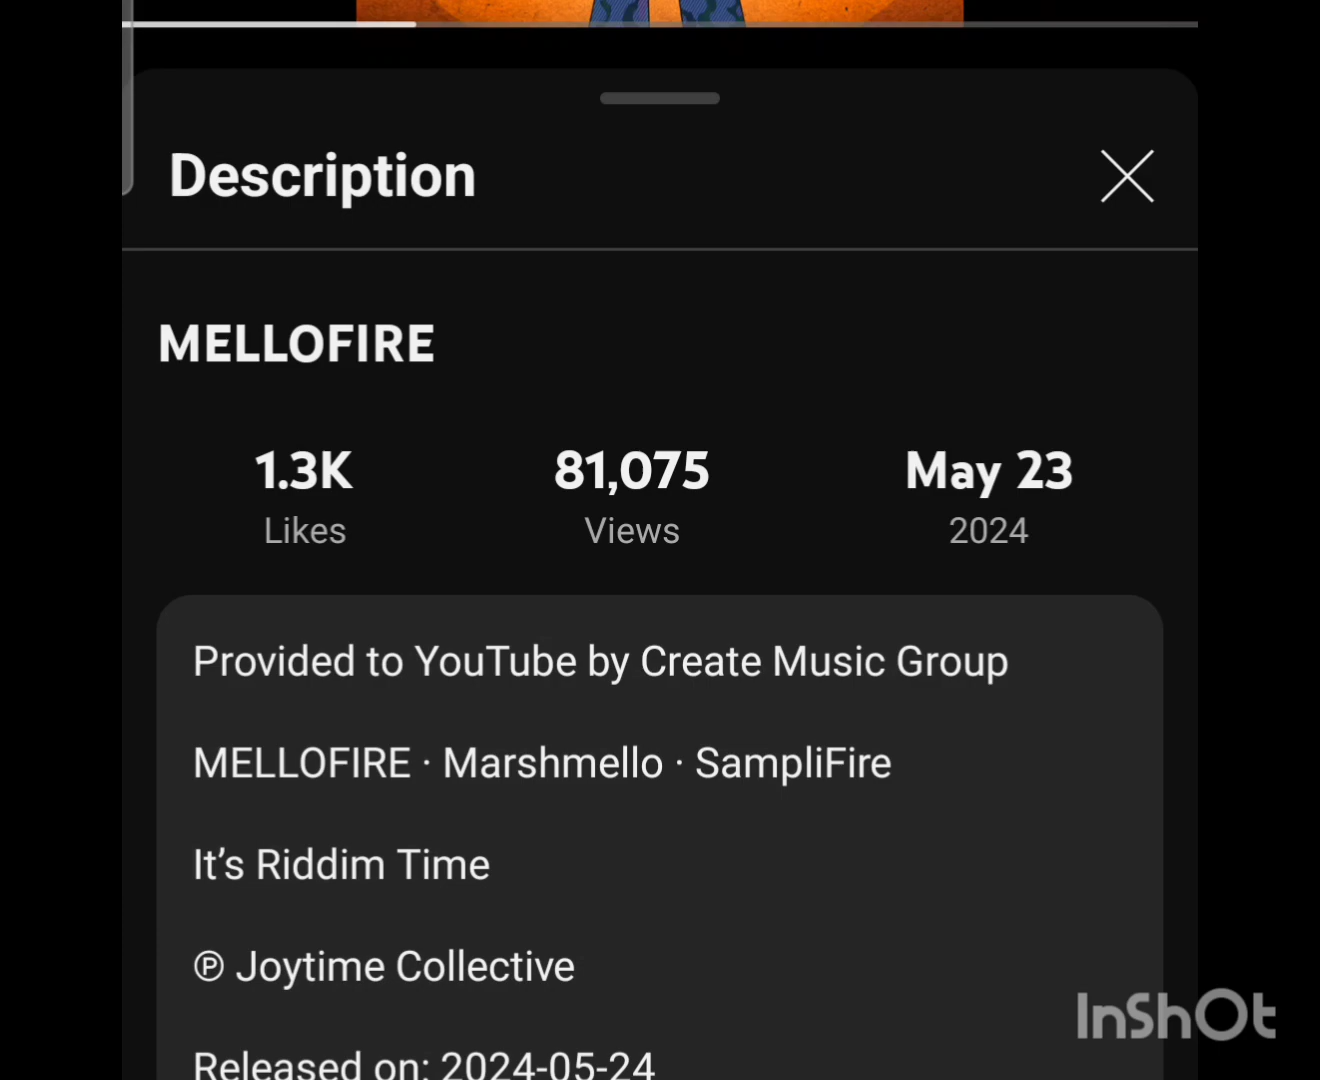 Description
MELLOFIRE
1.3K 81,075 May 23
Likes Views 2024
Provided to YouTube by Create Music Group
MELLOFIRE · Marshmello · SampliFire
It’s Riddim Time
℗ Joytime Collective
Released on: 2024-05-24
InShOt